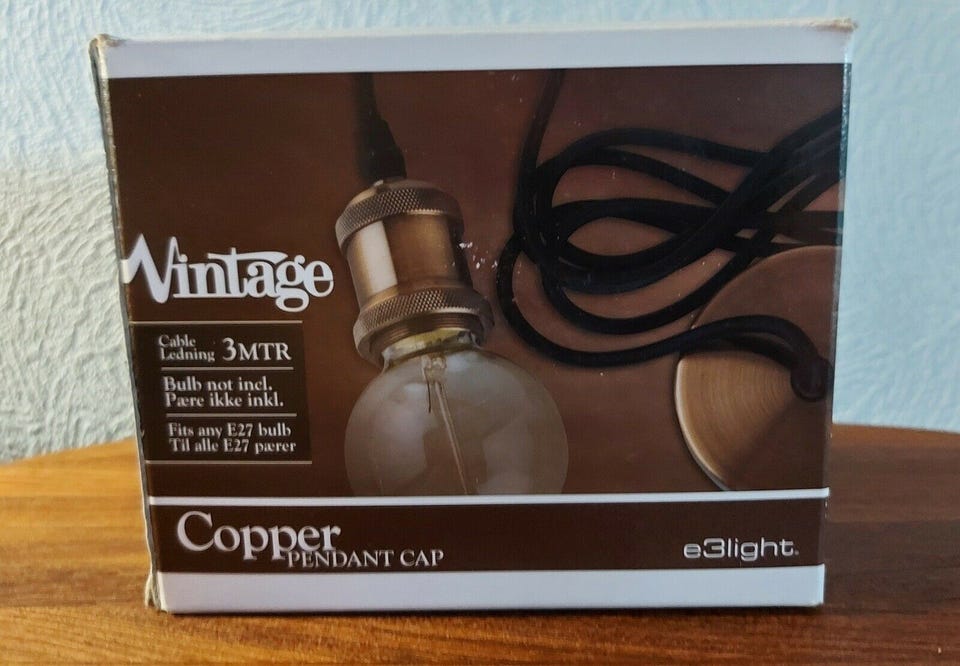 Vintage
Cable
Ledning 3MTR
Bulb not incl.
Pære ikke inkl.
Fits any E27 bulb
Til alle E27 pærer
Copper
PENDANT CAP
e3light.